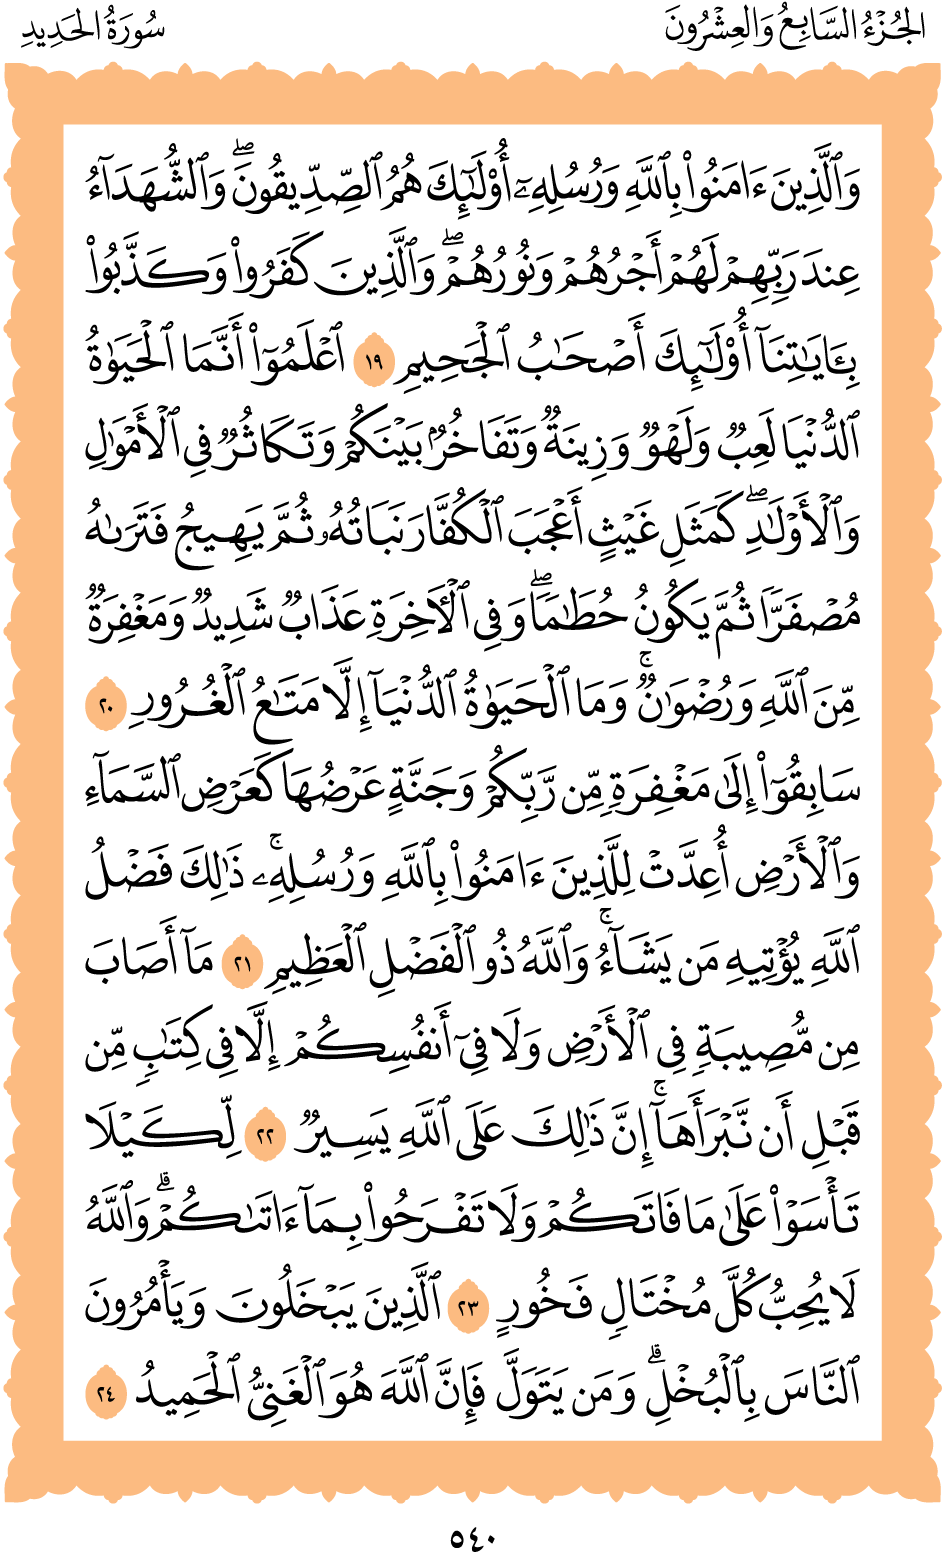 الجُزْءُ السَّابِعُ وَالعِشْرُونَ
سُورَةُ الحَدِيدِ
وَٱلَّذِينَ ءَامَنُواْ بِٱللَّهِ وَرُسُلِهِۦٓ أُوْلَٰٓئِكَ هُمُ ٱلصِّدِّيقُونَۖ وَٱلشُّهَدَآءُ
عِندَ رَبِّهِمْ لَهُمْ أَجْرُهُمْ وَنُورُهُمْۖ وَٱلَّذِينَ كَفَرُواْ وَكَذَّبُواْ
بِـَٔايَٰتِنَآ أُوْلَٰٓئِكَ أَصْحَٰبُ ٱلْجَحِيمِ ١٩ ٱعْلَمُوٓاْ أَنَّمَا ٱلْحَيَوٰةُ
ٱلدُّنْيَا لَعِبٌ وَلَهْوٌ وَزِينَةٌ وَتَفَاخُرٌۢ بَيْنَكُمْ وَتَكَاثُرٌ فِي ٱلْأَمْوَٰلِ
وَٱلْأَوْلَٰدِۖ كَمَثَلِ غَيْثٍ أَعْجَبَ ٱلْكُفَّارَ نَبَاتُهُۥ ثُمَّ يَهِيجُ فَتَرَىٰهُ
مُصْفَرًّا ثُمَّ يَكُونُ حُطَٰمًاۖ وَفِي ٱلْأٓخِرَةِ عَذَابٌ شَدِيدٌ وَمَغْفِرَةٌ
مِّنَ ٱللَّهِ وَرُضْوَٰنٌۚ وَمَا ٱلْحَيَوٰةُ ٱلدُّنْيَآ إِلَّا مَتَٰعُ ٱلْغُرُورِ ٢٠
سَابِقُوٓاْ إِلَىٰ مَغْفِرَةٍ مِّن رَّبِّكُمْ وَجَنَّةٍ عَرْضُهَا كَعَرْضِ ٱلسَّمَآءِ
وَٱلْأَرْضِ أُعِدَّتْ لِلَّذِينَ ءَامَنُواْ بِٱللَّهِ وَرُسُلِهِۦۚ ذَٰلِكَ فَضْلُ
ٱللَّهِ يُؤْتِيهِ مَن يَشَآءُۚ وَٱللَّهُ ذُو ٱلْفَضْلِ ٱلْعَظِيمِ ٢١ مَآ أَصَابَ
مِن مُّصِيبَةٍ فِي ٱلْأَرْضِ وَلَا فِيٓ أَنفُسِكُمْ إِلَّا فِي كِتَٰبٍ مِّن
قَبْلِ أَن نَّبْرَأَهَآۚ إِنَّ ذَٰلِكَ عَلَى ٱللَّهِ يَسِيرٌ ٢٢ لِّكَيْلَا
تَأْسَوْاْ عَلَىٰ مَا فَاتَكُمْ وَلَا تَفْرَحُواْ بِمَآ ءَاتَىٰكُمْۗ وَٱللَّهُ
لَا يُحِبُّ كُلَّ مُخْتَالٍ فَخُورٍ ٢٣ ٱلَّذِينَ يَبْخَلُونَ وَيَأْمُرُونَ
ٱلنَّاسَ بِٱلْبُخْلِۗ وَمَن يَتَوَلَّ فَإِنَّ ٱللَّهَ هُوَ ٱلْغَنِيُّ ٱلْحَمِيدُ ٢٤
٥٤٠